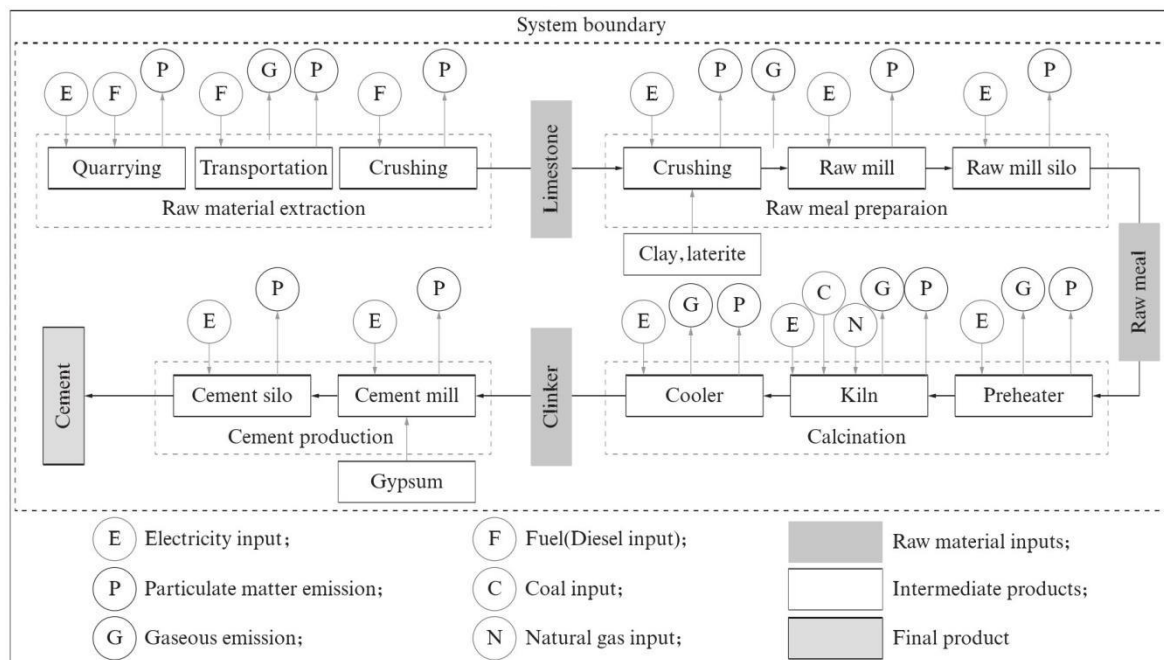 System boundary
E
F
P
F
G
P
F
P
E
P
G
E
P
E
P
Quarrying
Transportation
Crushing
Raw material extraction
Limestone
Crushing
Raw mill
Raw mill silo
Raw meal preparaion
Clay, laterite
Raw meal
E
P
E
P
E
G
P
E
C
N
G
P
E
G
P
Cement
Cement silo
Cement mill
Cement production
Gypsum
Clinker
Cooler
Kiln
Preheater
Calcination
E Electricity input;
F Fuel(Diesel input);
Raw material inputs;
P Particulate matter emission;
C Coal input;
Intermediate products;
G Gaseous emission;
N Natural gas input;
Final product